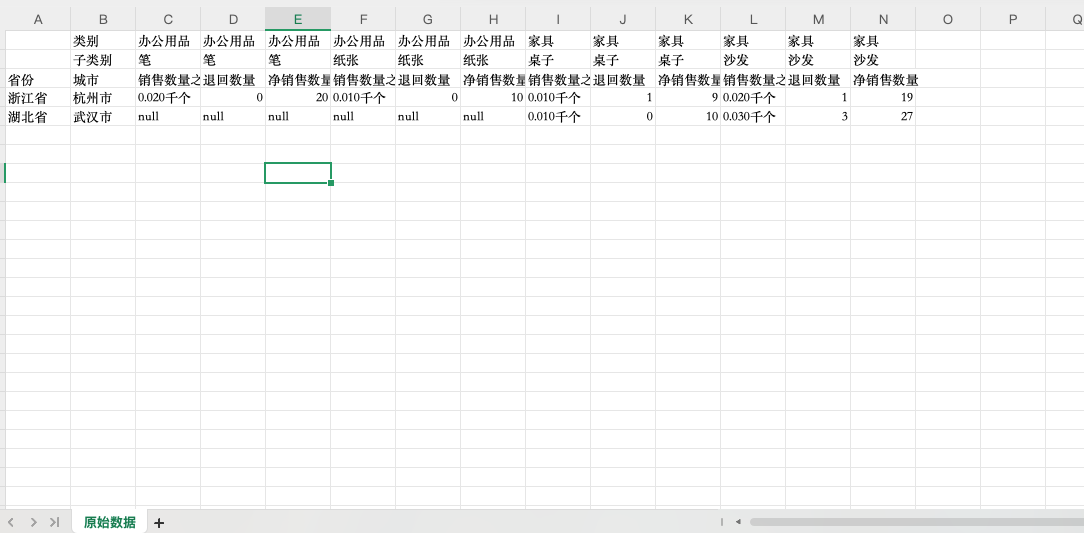 A B C D E F G H I J K L M N O P Q
类别 办公用品 办公用品 办公用品 办公用品 办公用品 办公用品 家具 家具 家具 家具 家具 家具
子类别 笔 笔 笔 纸张 纸张 纸张 桌子 桌子 桌子 沙发 沙发 沙发
省份 城市 销售数量之 退回数量 净销售数量 销售数量之 退回数量 净销售数量 销售数量之 退回数量 净销售数量 销售数量之 退回数量 净销售数量
浙江省 杭州市 0.020千个 0 20 0.010千个 0 10 0.010千个 1 9 0.020千个 1 19
湖北省 武汉市 null null null null null null 0.010千个 0 10 0.030千个 3 27
原始数据 +